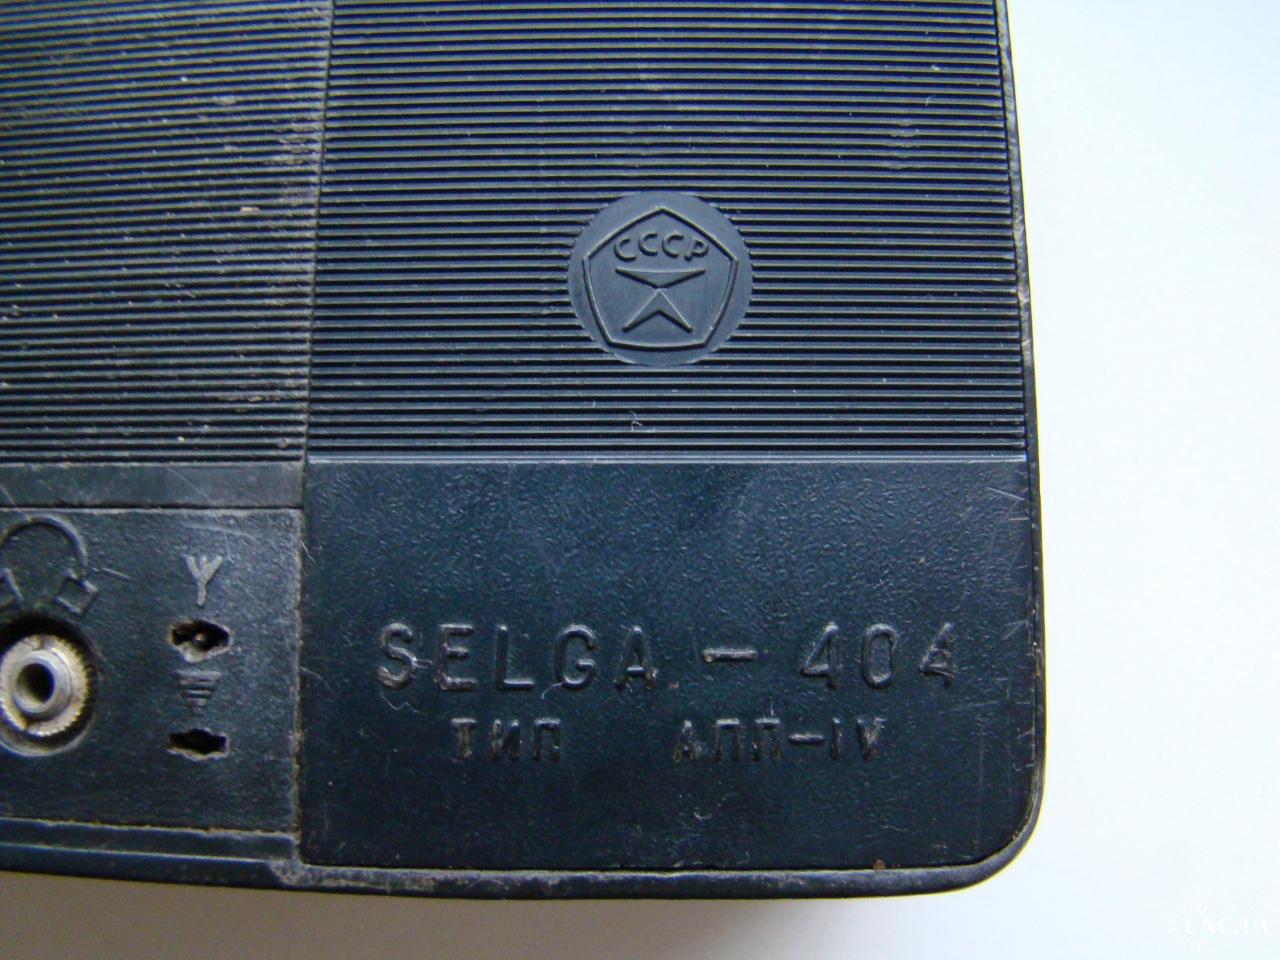 СССР
SELGA - 404
ТИП АПП-IV
UNC.UA